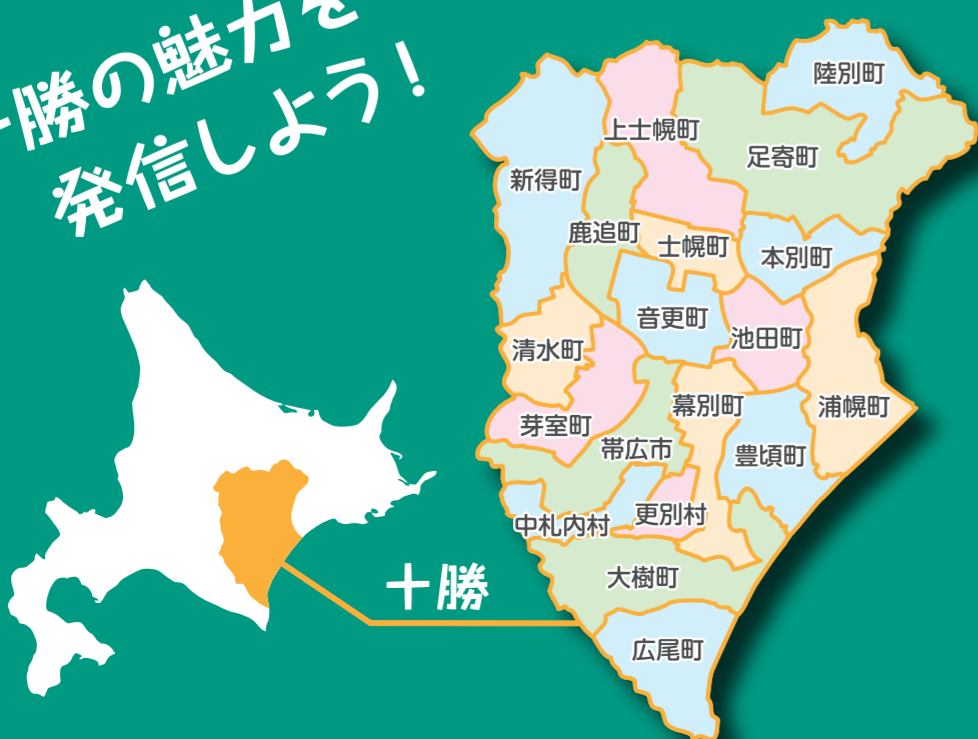 十勝の魅力を
発信しよう！
陸別町
上士幌町
足寄町
新得町
鹿追町
士幌町
本別町
音更町
池田町
清水町
幕別町
浦幌町
芽室町
帯広市
豊頃町
中札内村
更別村
大樹町
十勝
広尾町